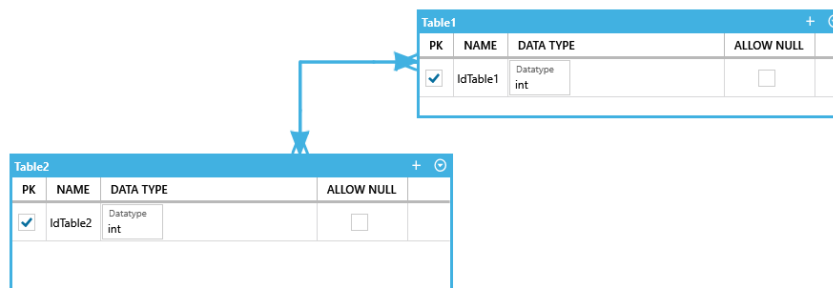 Table1 +
PK NAME DATA TYPE ALLOW NULL
IdTable1 Datatype
int
Table2 +
PK NAME DATA TYPE ALLOW NULL
IdTable2 Datatype
int